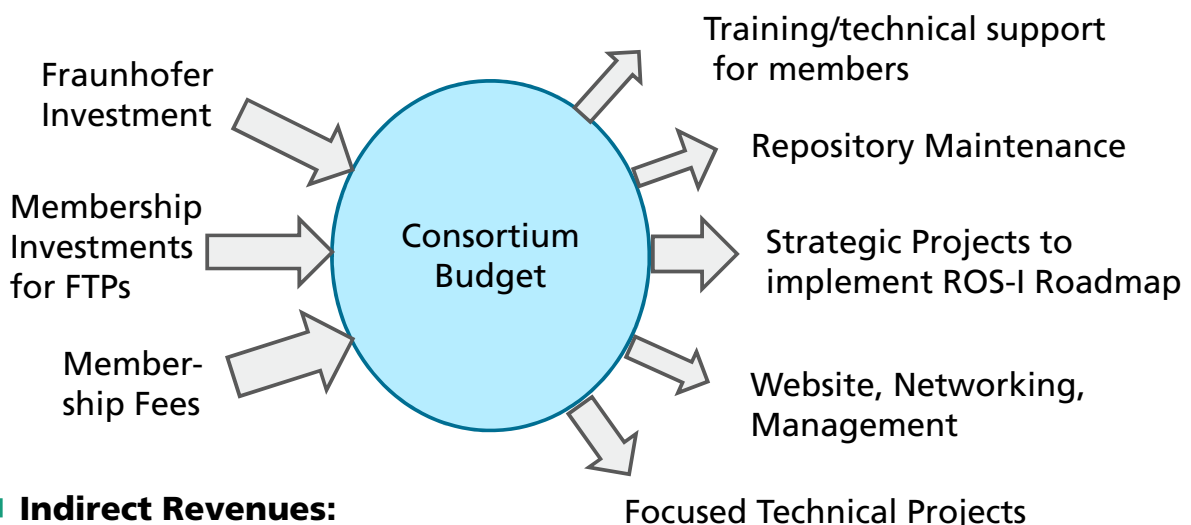 Fraunhofer
Investment
Membership
Investments
for FTPs
Member-
ship Fees
Consortium
Budget
Training/technical support
for members
Repository Maintenance
Strategic Projects to
implement ROS-I Roadmap
Website, Networking,
Management
Focused Technical Projects
Indirect Revenues: